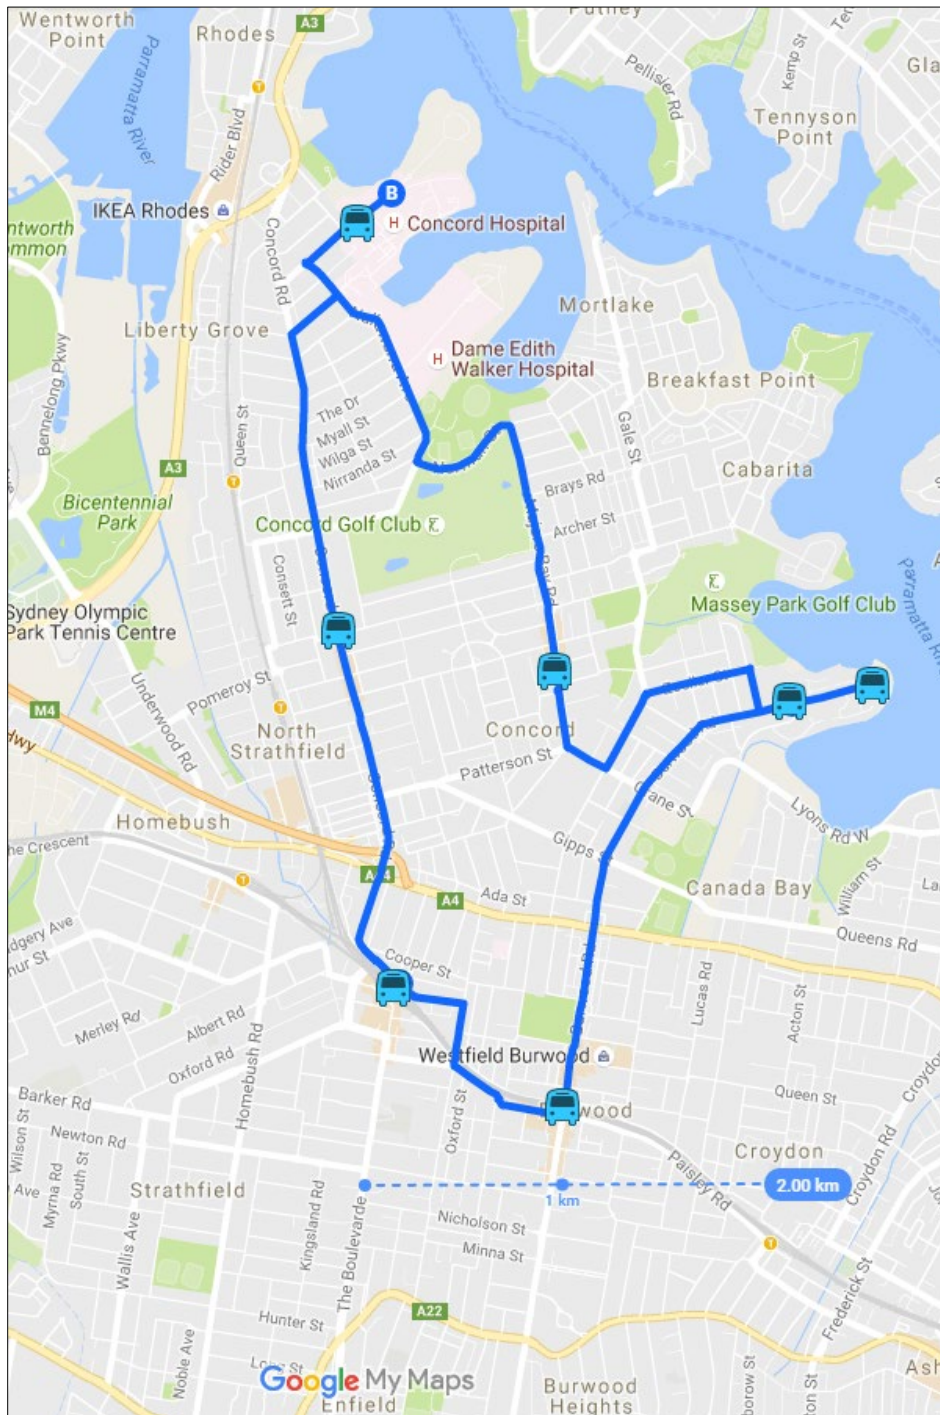 Wentworth
Point
Rhodes
A3
Putney
Pellisier Rd
Kemp St
Tennyson
Point
Parramatta
River
Rider Blvd
IKEA Rhodes
B
H Concord Hospital
Concord Rd
Liberty Grove
Mortlake
H Dame Edith
Walker Hospital
Breakfast Point
Bennelong Pkwy
Queen St
The Dr
Myall St
Wilga St
Nirranda St
Gale St
A3
Cabarita
Brays Rd
Archer St
Bicentennial
Park
Concord Golf Club
Majors Bay Rd
Consett St
Massey Park Golf Club
Sydney Olympic
Park Tennis Centre
Underwood Rd
Pomeroy St
M4
North
Strathfield
Concord
Patterson St
Crane St
Homebush
Lyons Rd W
The Crescent
Gipps St
A4
Ada St
Canada Bay
William St
Queens Rd
Cooper St
Lucas Rd
Acton St
Merley Rd
Albert Rd
Oxford Rd
Homebush Rd
Westfield Burwood
Barker Rd
Newton Rd
Wilson St
Myrna Rd
South St
Oxford St
Queen St
Croydon Rd
Croydon
Paisley Rd
Strathfield
1 km
2.00 km
Kingsland Rd
The Boulevarde
Nicholson St
Minna St
Wallis Ave
Frederick St
A22
Hunter St
Noble Ave
Google My Maps
Enfield
Burwood
Heights